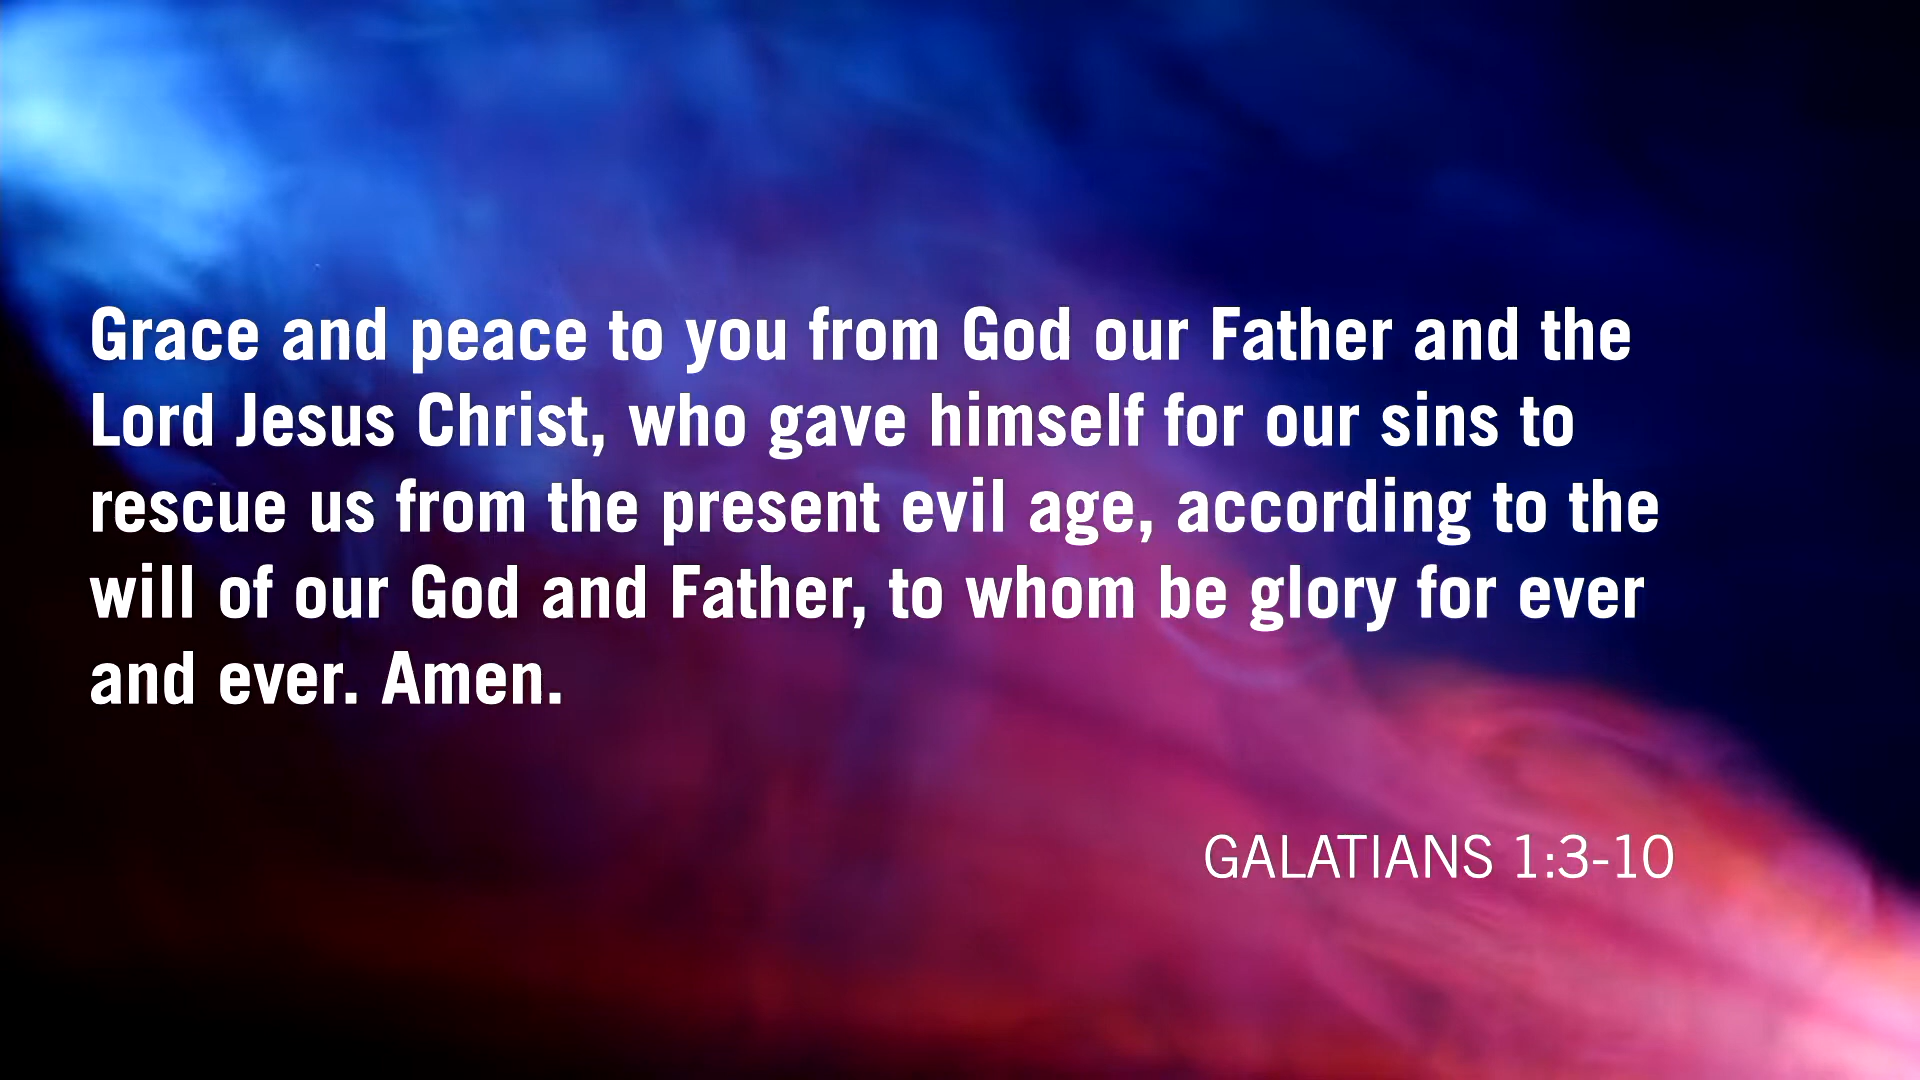 Grace and peace to you from God our Father and the
Lord Jesus Christ, who gave himself for our sins to
rescue us from the present evil age, according to the
will of our God and Father, to whom be glory for ever
and ever. Amen.
GALATIANS 1:3-10